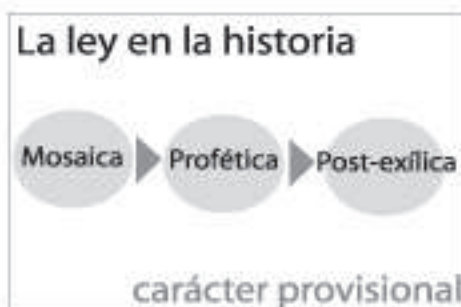 La ley en la historia
Mosaica Profética Post-exílica
carácter provisional